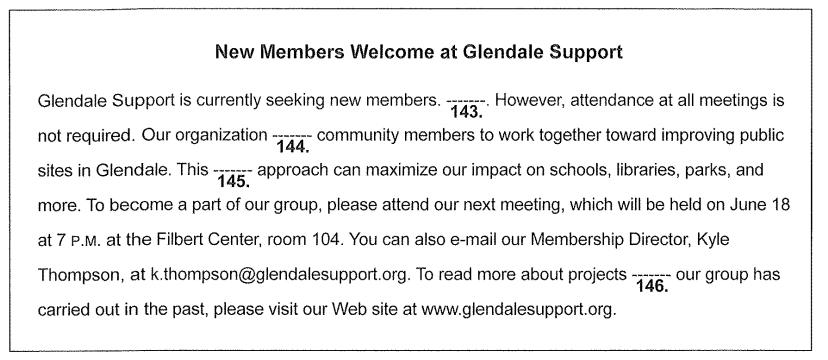 New Members Welcome at Glendale Support
Glendale Support is currently seeking new members. -------. However, attendance at all meetings is
143.
not required. Our organization ------- community members to work together toward improving public
144.
sites in Glendale. This ------- approach can maximize our impact on schools, libraries, parks, and
145.
more. To become a part of our group, please attend our next meeting, which will be held on June 18
at 7 P.M. at the Filbert Center, room 104. You can also e-mail our Membership Director, Kyle
Thompson, at k.thompson@glendalesupport.org. To read more about projects ------- our group has
146.
carried out in the past, please visit our Web site at www.glendalesupport.org.